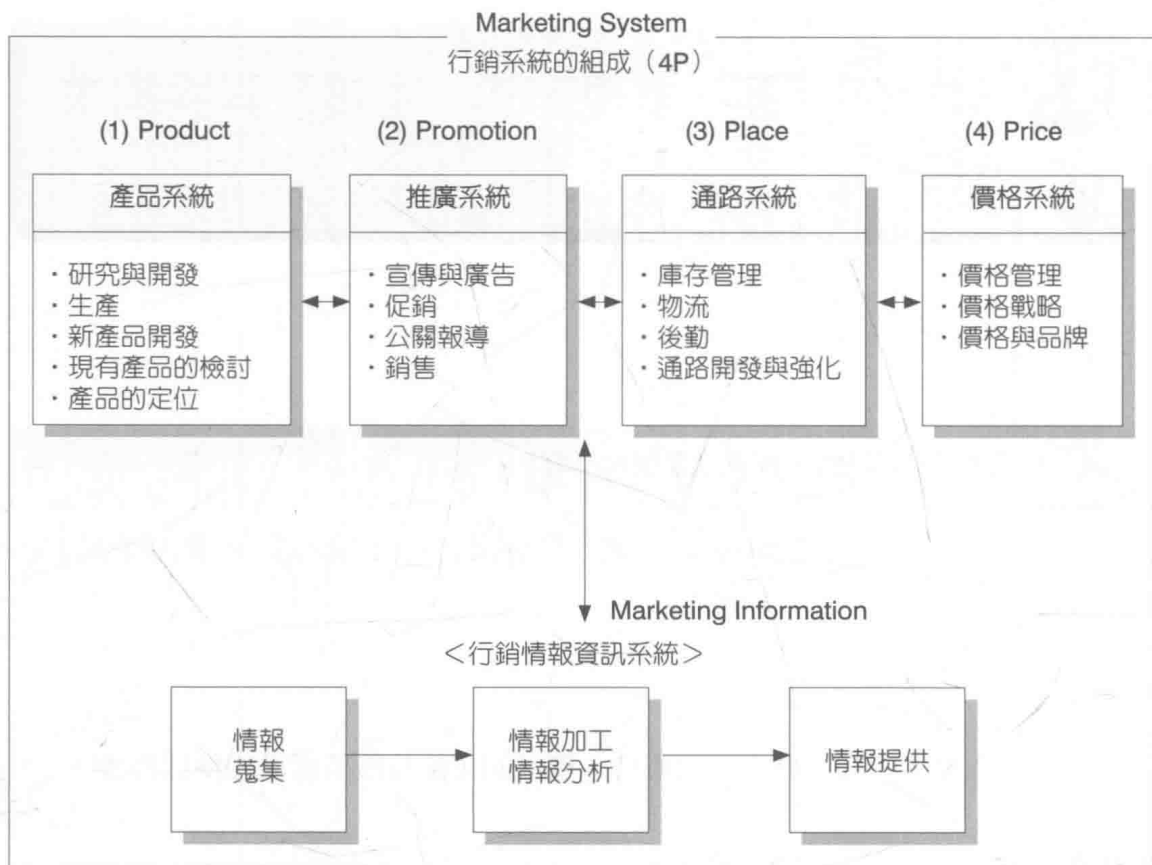 Marketing System
行銷系統的組成（4P）
(1) Product
(2) Promotion
(3) Place
(4) Price
產品系統
・研究與開發
・生產
・新產品開發
・現有產品的檢討
・產品的定位
推廣系統
・宣傳與廣告
・促銷
・公關報導
・銷售
通路系統
・庫存管理
・物流
・後勤
・通路開發與強化
價格系統
・價格管理
・價格戰略
・價格與品牌
Marketing Information
＜行銷情報資訊系統＞
情報
蒐集
情報加工
情報分析
情報提供